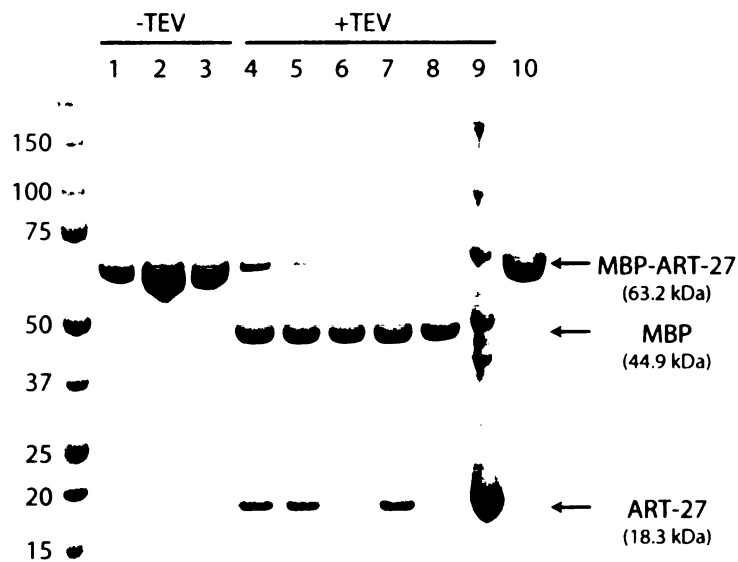 -TEV +TEV
1 2 3 4 5 6 7 8 9 10
150
100
75
MBP-ART-27
(63.2 kDa)
50
MBP
(44.9 kDa)
37
25
20
ART-27
(18.3 kDa)
15